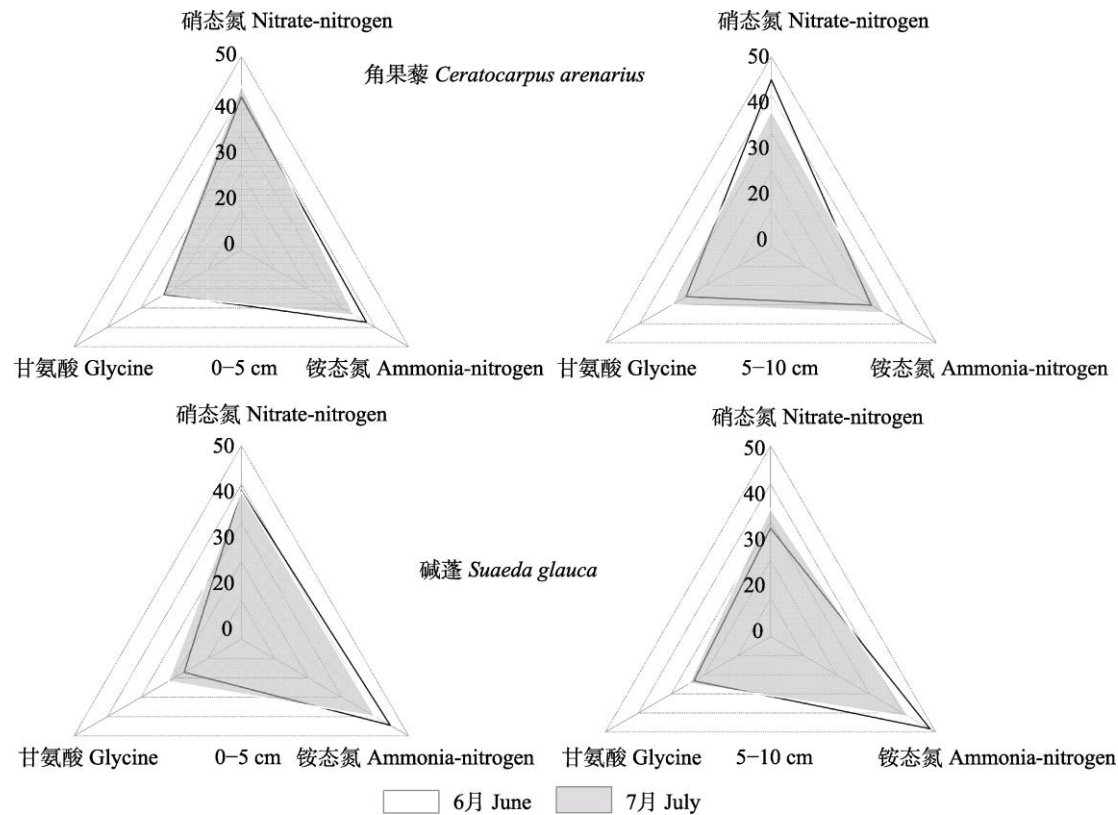 硝态氮 Nitrate-nitrogen
50
40
30
20
0
甘氨酸 Glycine
0−5 cm
铵态氮 Ammonia-nitrogen
角果藜 Ceratocarpus arenarius
硝态氮 Nitrate-nitrogen
50
40
30
20
0
甘氨酸 Glycine
5−10 cm
铵态氮 Ammonia-nitrogen
硝态氮 Nitrate-nitrogen
50
40
30
20
0
甘氨酸 Glycine
0−5 cm
铵态氮 Ammonia-nitrogen
碱蓬 Suaeda glauca
硝态氮 Nitrate-nitrogen
50
40
30
20
0
甘氨酸 Glycine
5−10 cm
铵态氮 Ammonia-nitrogen
6月 June
7月 July